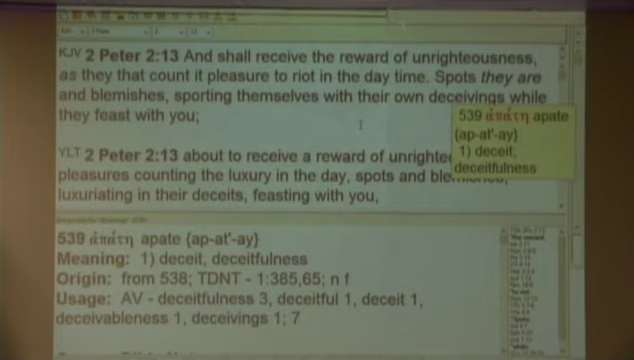 KJV 2 Peter 2:13 And shall receive the reward of unrighteousness,
as they that count it pleasure to riot in the day time. Spots they are
and blemishes, sporting themselves with their own deceivings while
they feast with you;
539 ἀπάτη apate
{ap-at'-ay}
1) deceit,
deceitfulness
YLT 2 Peter 2:13 about to receive a reward of
pleasures counting the luxury in the day, spots and
luxuriating in their deceits, feasting with you,
539 ἀπάτη apate {ap-at'-ay}
Meaning: 1) deceit, deceitfulness
Origin: from 538; TDNT - 1:385,65; n f
Usage: AV - deceitfulness 3, deceitful 1, deceit 1,
deceivableness 1, deceivings 1; 7